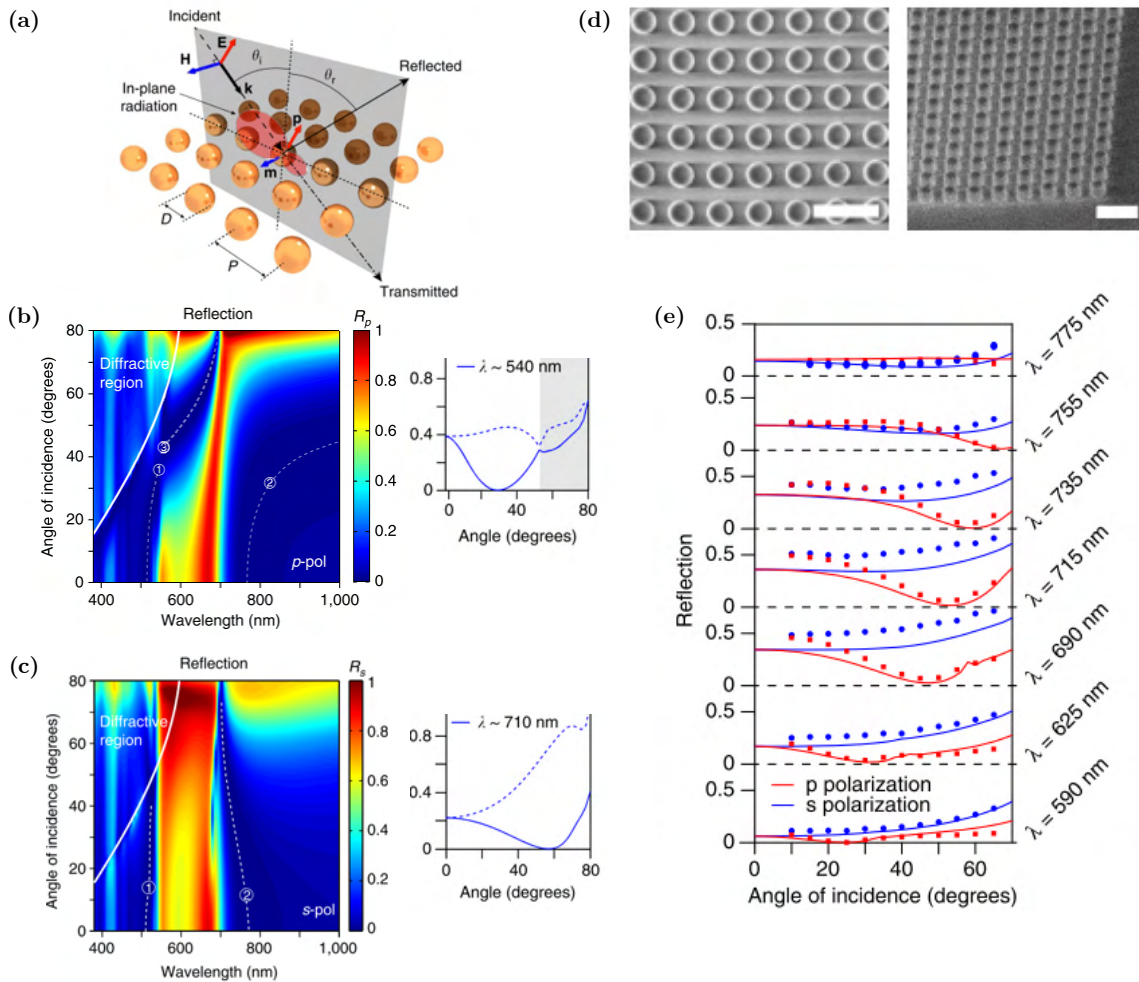 (a)
Incident
E
H
k
θi
θr
Reflected
In-plane
radiation
p
m
D
P
Transmitted
(b)
Reflection
Rp
Diffractive
region
①
②
③
p-pol
Angle of incidence (degrees)
80
60
40
20
0
400
600
800
1,000
Wavelength (nm)
1
0.8
0.6
0.4
0.2
0
λ ~ 540 nm
0.8
0.4
0
0
40
80
Angle (degrees)
(c)
Reflection
Rs
Diffractive
region
①
②
s-pol
Angle of incidence (degrees)
80
60
40
20
0
400
600
800
1,000
Wavelength (nm)
1
0.8
0.6
0.4
0.2
0
λ ~ 710 nm
0.8
0.4
0
0
40
80
Angle (degrees)
(d)
(e)
Reflection
0.5
0
λ = 775 nm
0.5
0
λ = 755 nm
0.5
0
λ = 735 nm
0.5
0
λ = 715 nm
0.5
0
λ = 690 nm
0.5
0
λ = 625 nm
0.5
0
λ = 590 nm
p polarization
s polarization
0
20
40
60
Angle of incidence (degrees)